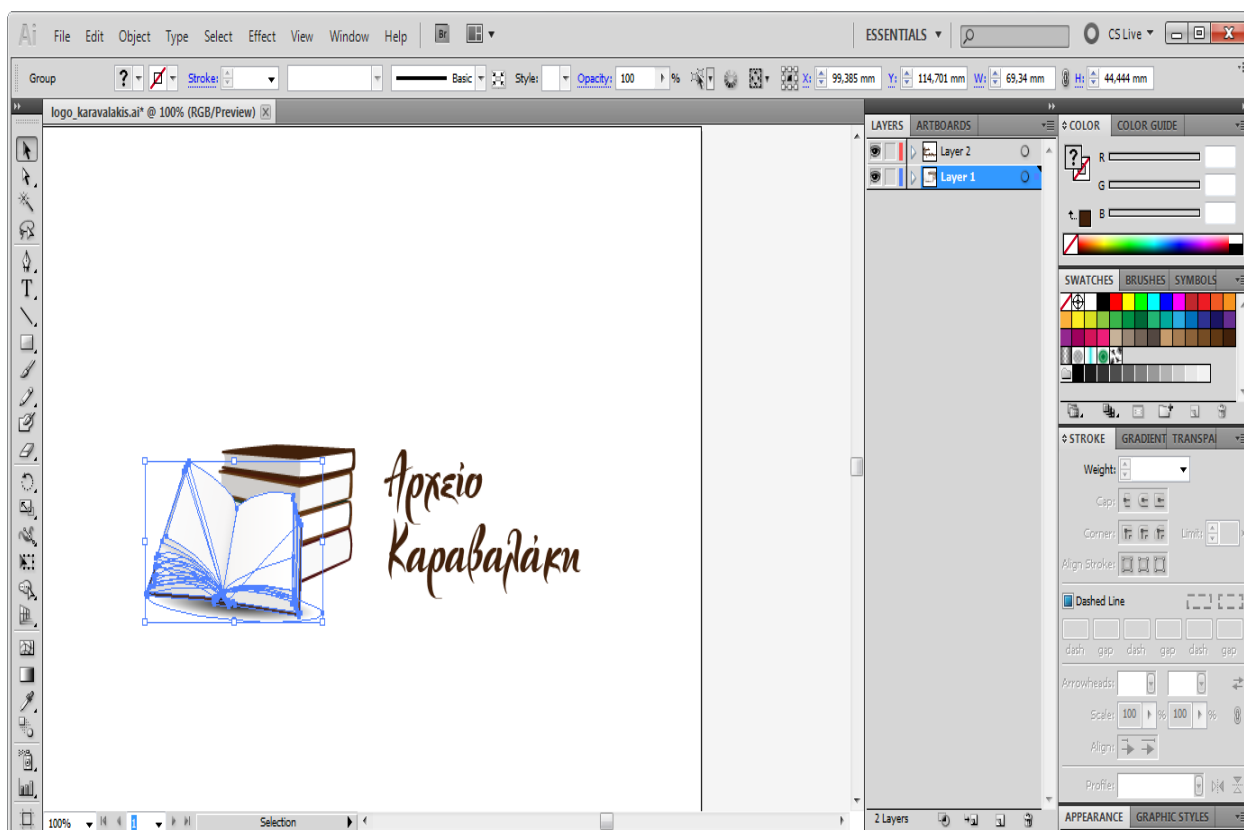 Ai File Edit Object Type Select Effect View Window Help Br ESSENTIALS CS Live
Group ? Stroke: Basic Style: Opacity: 100 % X: 99,385 mm Y: 114,701 mm W: 69,34 mm H: 44,444 mm
logo_karavalakis.ai* @ 100% (RGB/Preview)
LAYERS ARTBOARDS
Layer 2
Layer 1
COLOR COLOR GUIDE
?
R
G
B
SWATCHES BRUSHES SYMBOLS
STROKE GRADIENT TRANSPA
Weight:
Cap:
Corner: Limit: x
Align Stroke:
Dashed Line
dash gap dash gap dash gap
Arrowheads:
Scale: 100 % 100 %
Align:
Profile:
APPEARANCE GRAPHIC STYLES
T
Αρχείο
Καραβαλάκη
100% 1 Selection
2 Layers